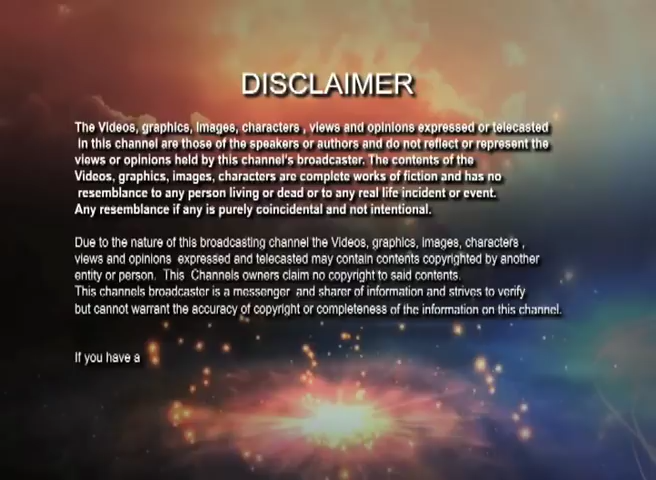 DISCLAIMER
The Videos, graphics, images, characters , views and opinions expressed or telecasted
in this channel are those of the speakers or authors and do not reflect or represent the
views or opinions held by this channel's broadcaster. The contents of the
Videos, graphics, images, characters are complete works of fiction and has no
resemblance to any person living or dead or to any real life incident or event.
Any resemblance if any is purely coincidental and not intentional.
Due to the nature of this broadcasting channel the Videos, graphics, images, characters ,
views and opinions expressed and telecasted may contain contents copyrighted by another
entity or person. This Channels owners claim no copyright to said contents.
This channels broadcaster is a messenger and sharer of information and strives to verify
but cannot warrant the accuracy of copyright or completeness of the information on this channel.
If you have a